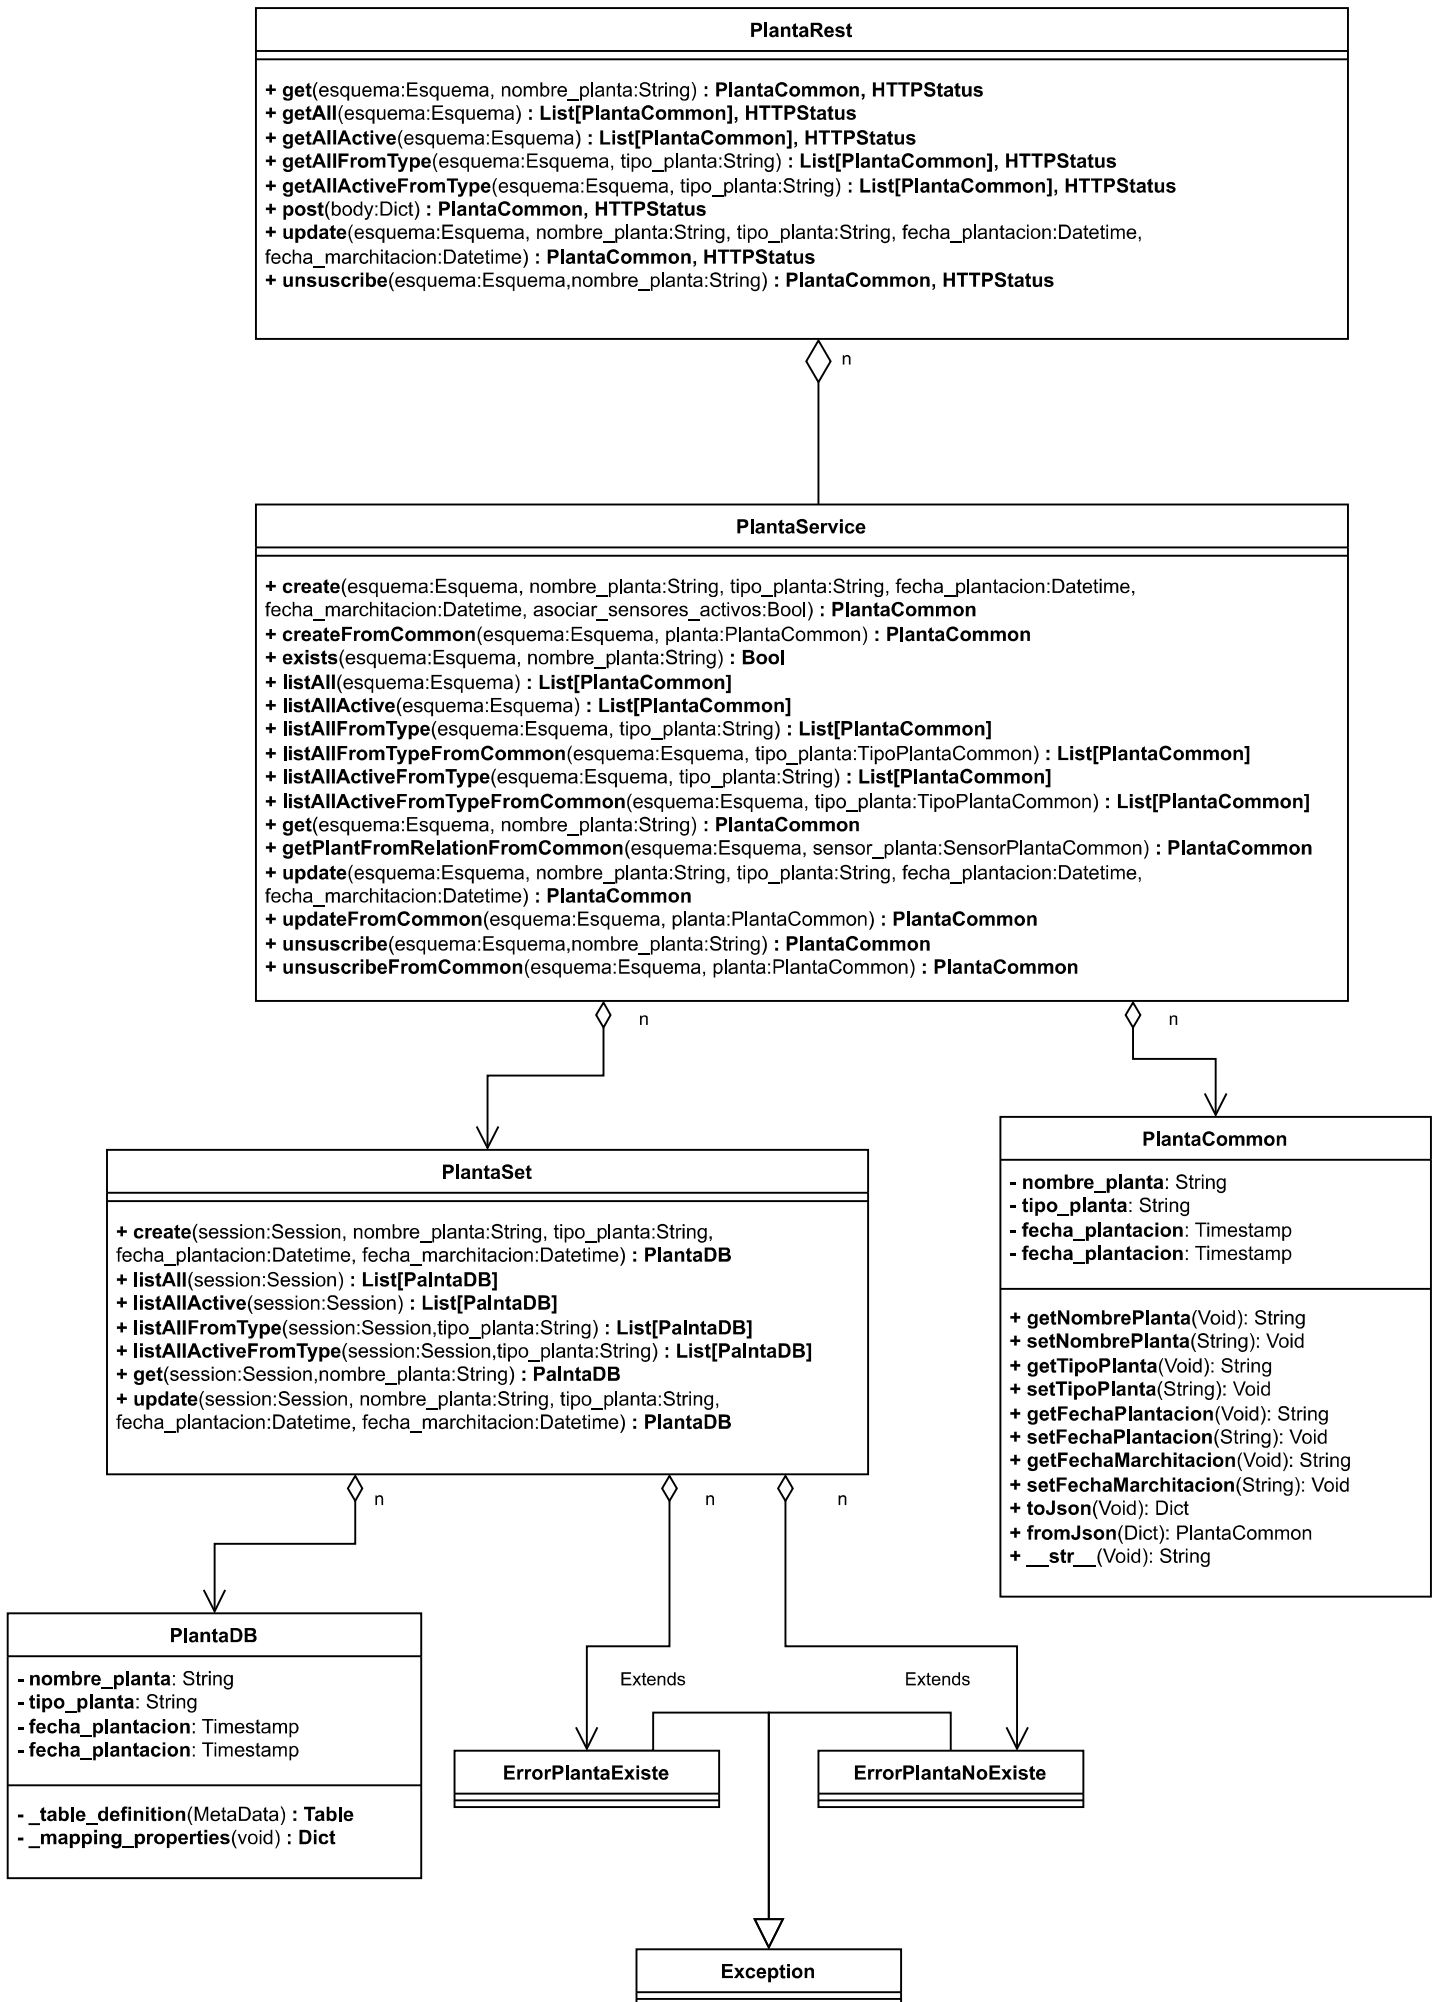 PlantaRest
+ get(esquema:Esquema, nombre_planta:String) : PlantaCommon, HTTPStatus
+ getAll(esquema:Esquema) : List[PlantaCommon], HTTPStatus
+ getAllActive(esquema:Esquema) : List[PlantaCommon], HTTPStatus
+ getAllFromType(esquema:Esquema, tipo_planta:String) : List[PlantaCommon], HTTPStatus
+ getAllActiveFromType(esquema:Esquema, tipo_planta:String) : List[PlantaCommon], HTTPStatus
+ post(body:Dict) : PlantaCommon, HTTPStatus
+ update(esquema:Esquema, nombre_planta:String, tipo_planta:String, fecha_plantacion:Datetime,
fecha_marchitacion:Datetime) : PlantaCommon, HTTPStatus
+ unsuscribe(esquema:Esquema,nombre_planta:String) : PlantaCommon, HTTPStatus
n
PlantaService
+ create(esquema:Esquema, nombre_planta:String, tipo_planta:String, fecha_plantacion:Datetime,
fecha_marchitacion:Datetime, asociar_sensores_activos:Bool) : PlantaCommon
+ createFromCommon(esquema:Esquema, planta:PlantaCommon) : PlantaCommon
+ exists(esquema:Esquema, nombre_planta:String) : Bool
+ listAll(esquema:Esquema) : List[PlantaCommon]
+ listAllActive(esquema:Esquema) : List[PlantaCommon]
+ listAllFromType(esquema:Esquema, tipo_planta:String) : List[PlantaCommon]
+ listAllFromTypeFromCommon(esquema:Esquema, tipo_planta:TipoPlantaCommon) : List[PlantaCommon]
+ listAllActiveFromType(esquema:Esquema, tipo_planta:String) : List[PlantaCommon]
+ listAllActiveFromTypeFromCommon(esquema:Esquema, tipo_planta:TipoPlantaCommon) : List[PlantaCommon]
+ get(esquema:Esquema, nombre_planta:String) : PlantaCommon
+ getPlantFromRelationFromCommon(esquema:Esquema, sensor_planta:SensorPlantaCommon) : PlantaCommon
+ update(esquema:Esquema, nombre_planta:String, tipo_planta:String, fecha_plantacion:Datetime,
fecha_marchitacion:Datetime) : PlantaCommon
+ updateFromCommon(esquema:Esquema, planta:PlantaCommon) : PlantaCommon
+ unsuscribe(esquema:Esquema,nombre_planta:String) : PlantaCommon
+ unsuscribeFromCommon(esquema:Esquema, planta:PlantaCommon) : PlantaCommon
n
n
PlantaSet
+ create(session:Session, nombre_planta:String, tipo_planta:String,
fecha_plantacion:Datetime, fecha_marchitacion:Datetime) : PlantaDB
+ listAll(session:Session) : List[PalntaDB]
+ listAllActive(session:Session) : List[PalntaDB]
+ listAllFromType(session:Session,tipo_planta:String) : List[PalntaDB]
+ listAllActiveFromType(session:Session,tipo_planta:String) : List[PalntaDB]
+ get(session:Session,nombre_planta:String) : PalntaDB
+ update(session:Session, nombre_planta:String, tipo_planta:String,
fecha_plantacion:Datetime, fecha_marchitacion:Datetime) : PlantaDB
PlantaCommon
- nombre_planta: String
- tipo_planta: String
- fecha_plantacion: Timestamp
- fecha_plantacion: Timestamp
+ getNombrePlanta(Void): String
+ setNombrePlanta(String): Void
+ getTipoPlanta(Void): String
+ setTipoPlanta(String): Void
+ getFechaPlantacion(Void): String
+ setFechaPlantacion(String): Void
+ getFechaMarchitacion(Void): String
+ setFechaMarchitacion(String): Void
+ toJson(Void): Dict
+ fromJson(Dict): PlantaCommon
+ __str__(Void): String
n
n
n
PlantaDB
- nombre_planta: String
- tipo_planta: String
- fecha_plantacion: Timestamp
- fecha_plantacion: Timestamp
- _table_definition(MetaData) : Table
- _mapping_properties(void) : Dict
Extends
Extends
ErrorPlantaExiste
ErrorPlantaNoExiste
Exception